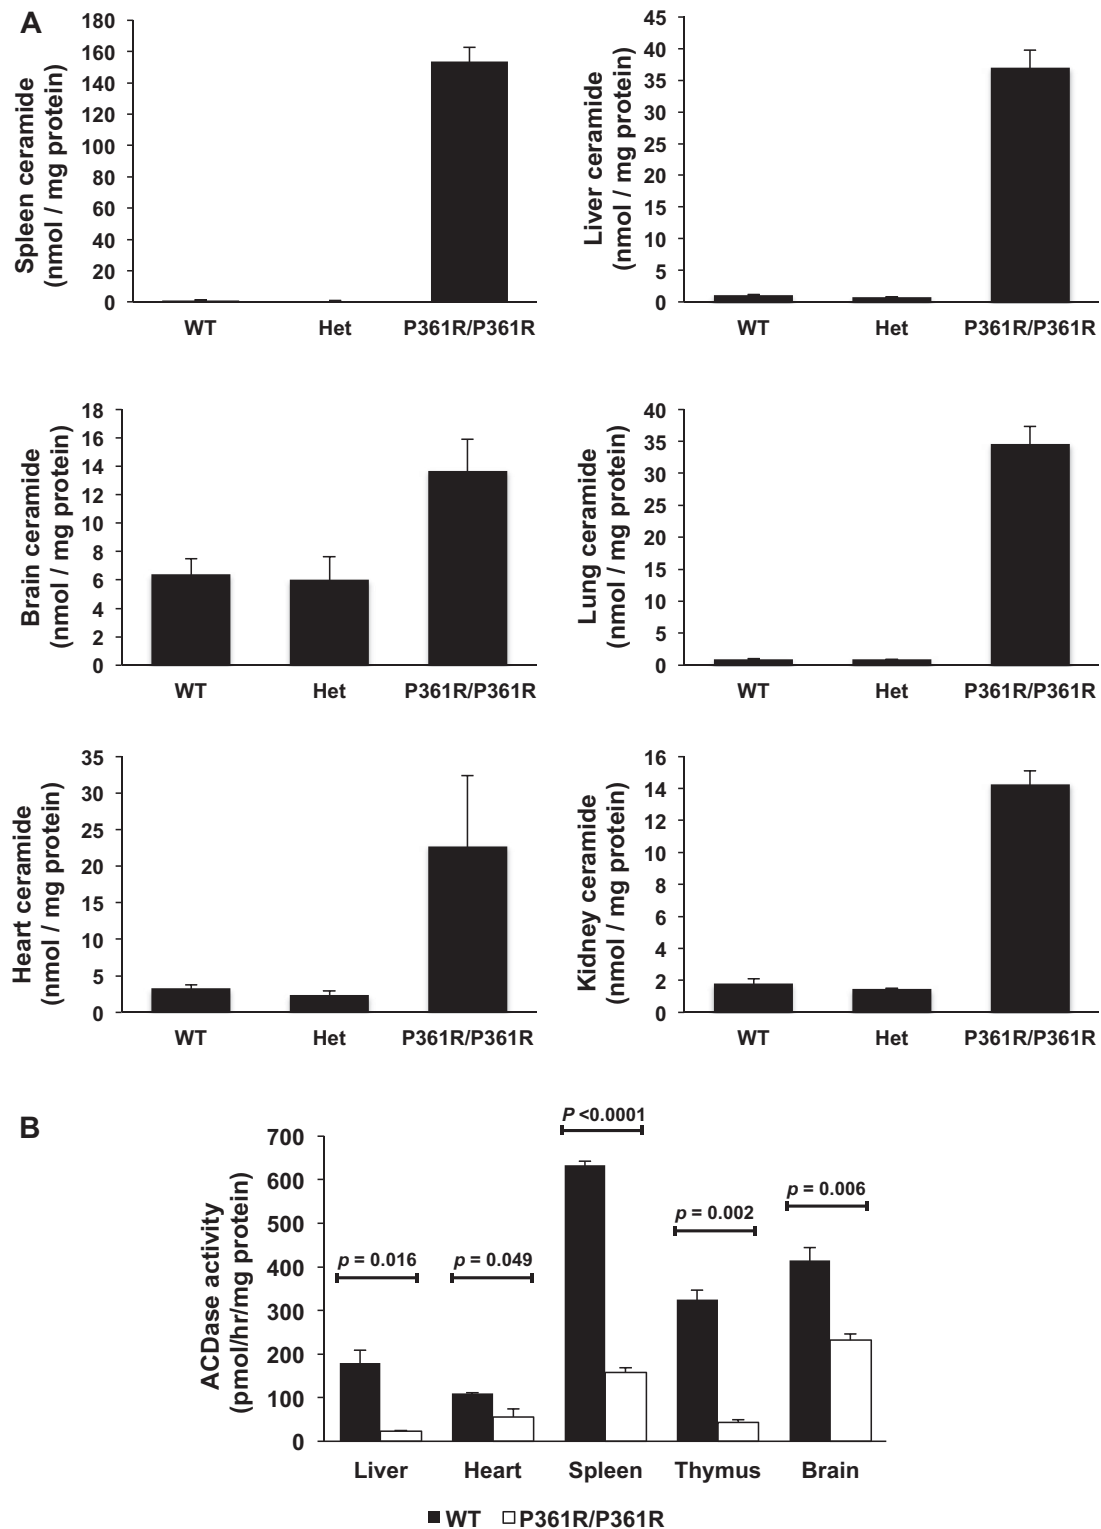 A
Spleen ceramide
(nmol / mg protein)
180
160
140
120
100
80
60
40
20
0
WT Het P361R/P361R
Liver ceramide
(nmol / mg protein)
45
40
35
30
25
20
15
10
5
0
WT Het P361R/P361R
Brain ceramide
(nmol / mg protein)
18
16
14
12
10
8
6
4
2
0
WT Het P361R/P361R
Lung ceramide
(nmol / mg protein)
40
35
30
25
20
15
10
5
0
WT Het P361R/P361R
Heart ceramide
(nmol / mg protein)
35
30
25
20
15
10
5
0
WT Het P361R/P361R
Kidney ceramide
(nmol / mg protein)
16
14
12
10
8
6
4
2
0
WT Het P361R/P361R
B
ACDase activity
(pmol/hr/mg protein)
700
600
500
400
300
200
100
0
p = 0.016
p = 0.049
P <0.0001
p = 0.002
p = 0.006
Liver Heart Spleen Thymus Brain
WT P361R/P361R